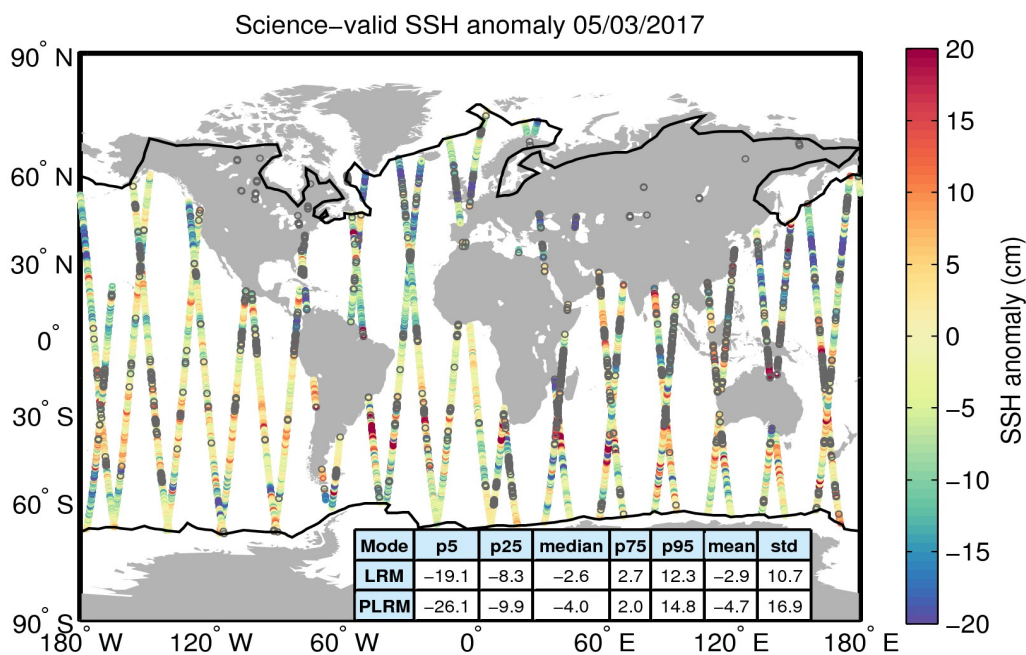 Science−valid SSH anomaly 05/03/2017
90° N
60° N
30° N
0°
30° S
60° S
90° S
180° W
120° W
60° W
0°
60° E
120° E
180° E
Mode p5 p25 median p75 p95 mean std
LRM −19.1 −8.3 −2.6 2.7 12.3 −2.9 10.7
PLRM −26.1 −9.9 −4.0 2.0 14.8 −4.7 16.9
20
15
10
5
0
−5
−10
−15
−20
SSH anomaly (cm)